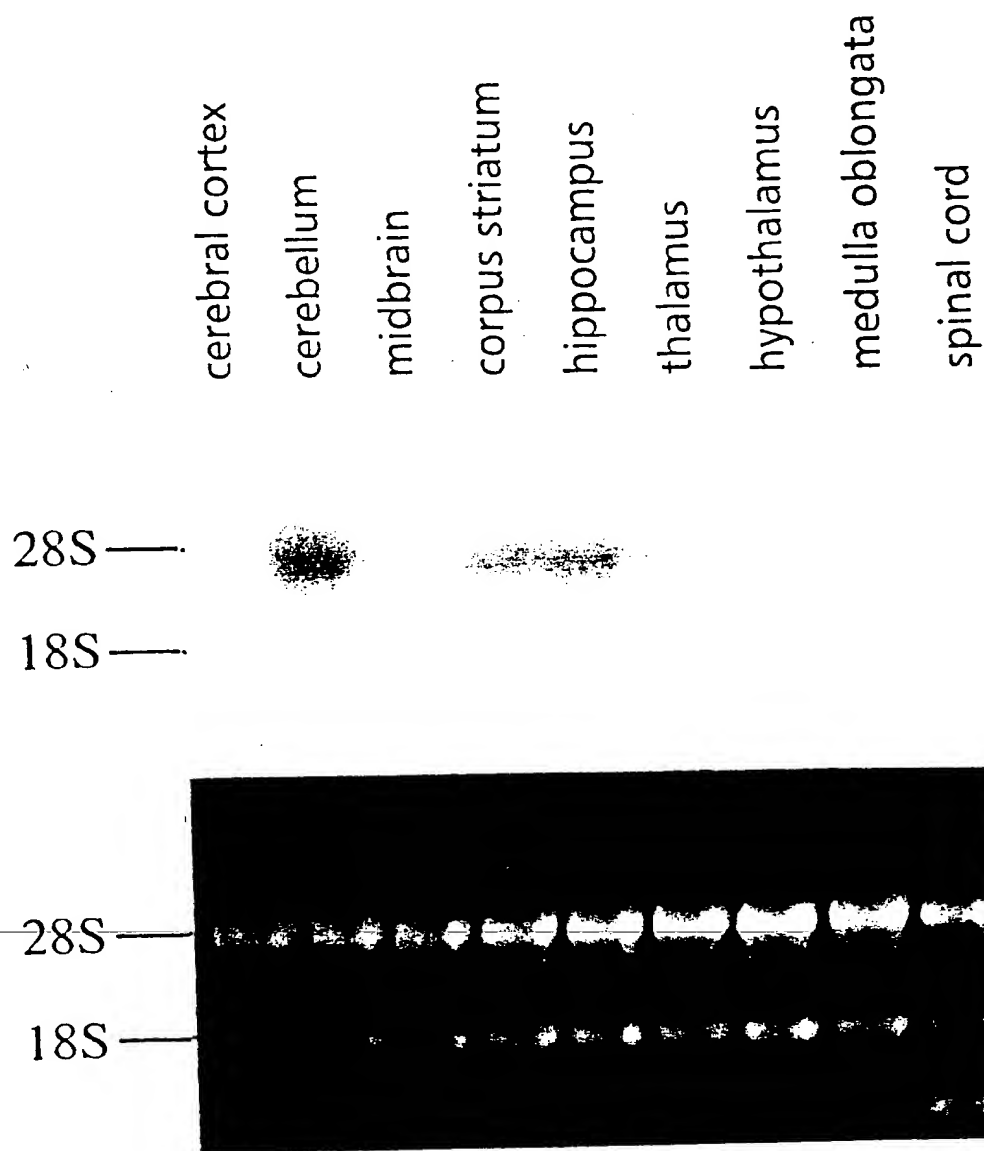 cerebral cortex
cerebellum
midbrain
corpus striatum
hippocampus
thalamus
hypothalamus
medulla oblongata
spinal cord
28S
18S
28S
18S